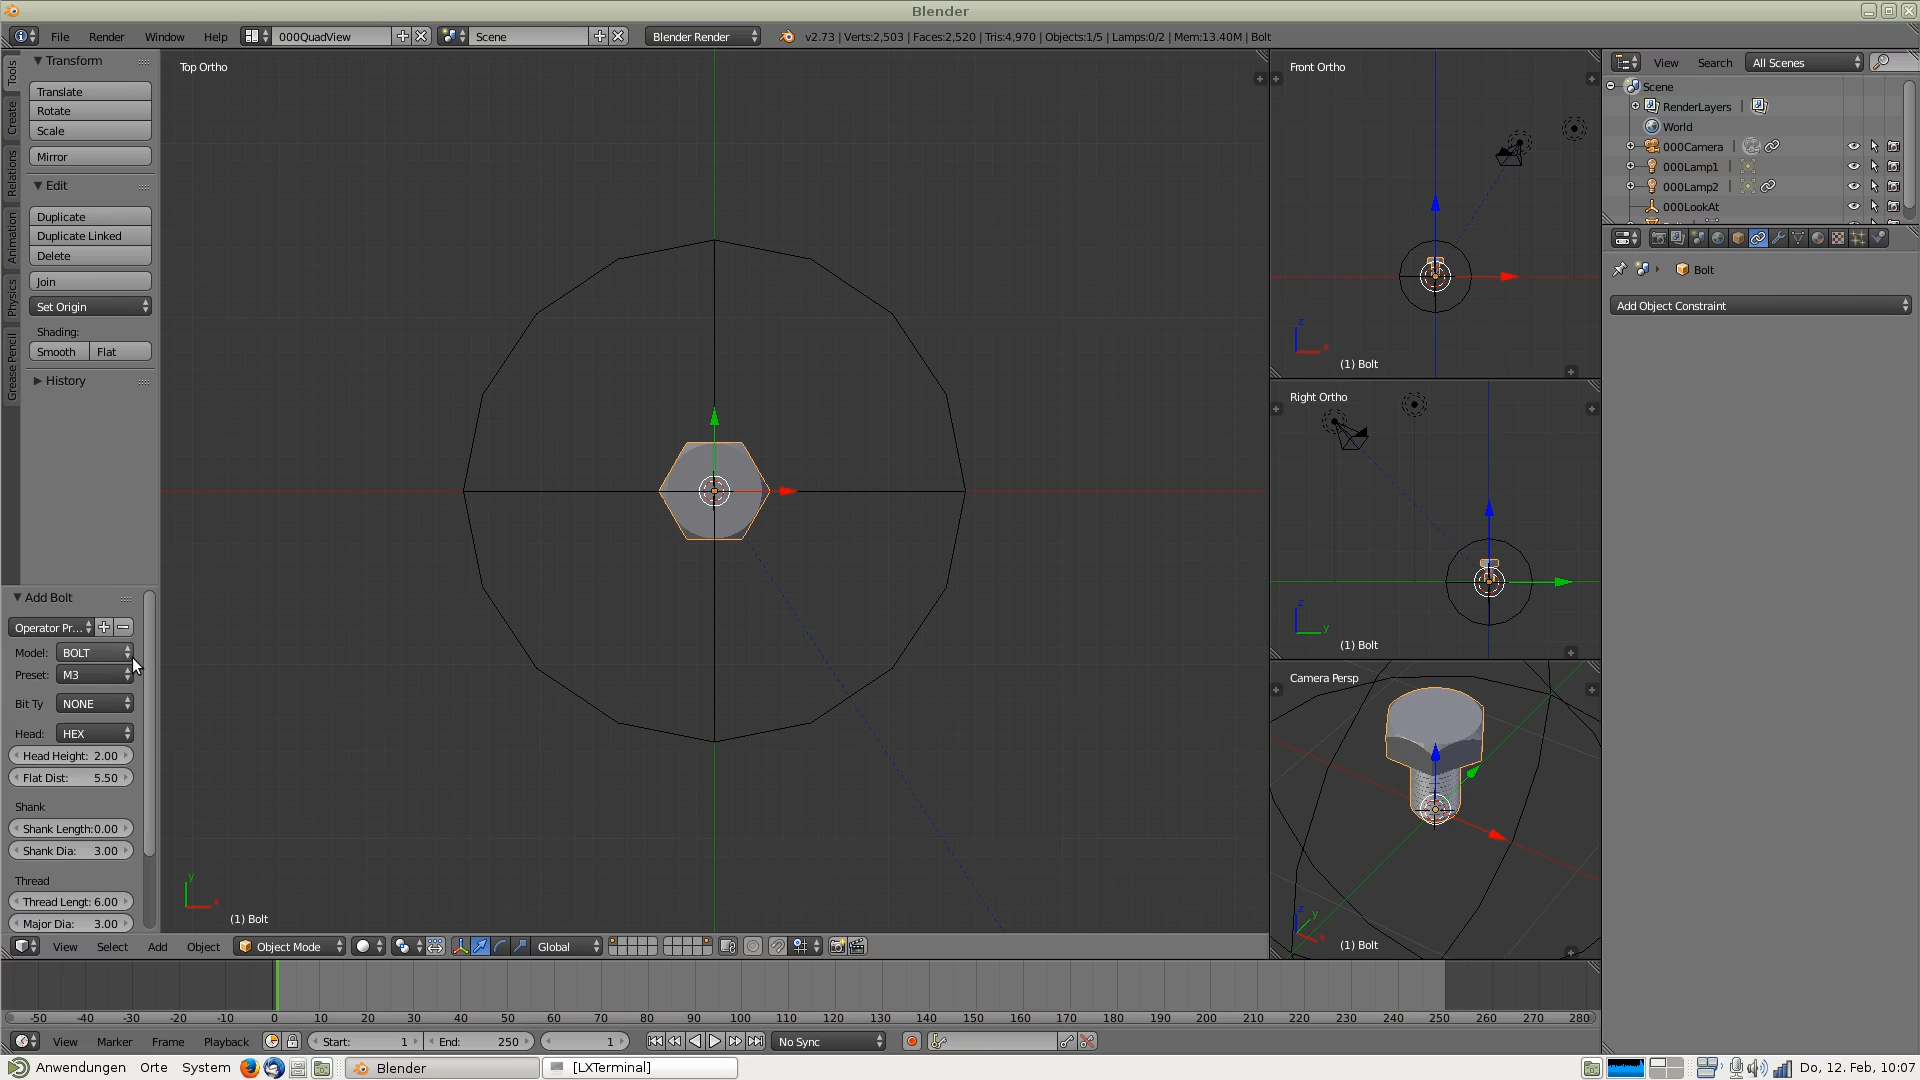 Blender
File Render Window Help 000QuadView Scene Blender Render v2.73 | Verts:2,503 | Faces:2,520 | Tris:4,970 | Objects:1/5 | Lamps:0/2 | Mem:13.40M | Bolt
Tools
Create
Relations
Animation
Physics
Grease Pencil
Transform
Translate
Rotate
Scale
Mirror
Edit
Duplicate
Duplicate Linked
Delete
Join
Set Origin
Shading:
Smooth Flat
History
Add Bolt
Operator Pr...
Model: BOLT
Preset: M3
Bit Ty NONE
Head: HEX
Head Height: 2.00
Flat Dist: 5.50
Shank
Shank Length:0.00
Shank Dia: 3.00
Thread
Thread Lengt: 6.00
Major Dia: 3.00
Top Ortho
y
x
(1) Bolt
Front Ortho
z
x
(1) Bolt
Right Ortho
z
y
(1) Bolt
Camera Persp
z
y
x
(1) Bolt
View Search All Scenes
Scene
RenderLayers |
World
000Camera |
000Lamp1 |
000Lamp2 |
000LookAt
Bolt
Add Object Constraint
View Select Add Object Object Mode Global
-50 -40 -30 -20 -10 0 10 20 30 40 50 60 70 80 90 100 110 120 130 140 150 160 170 180 190 200 210 220 230 240 250 260 270 280
View Marker Frame Playback Start: 1 End: 250 1 No Sync
Anwendungen Orte System Blender [LXTerminal] Do, 12. Feb, 10:07